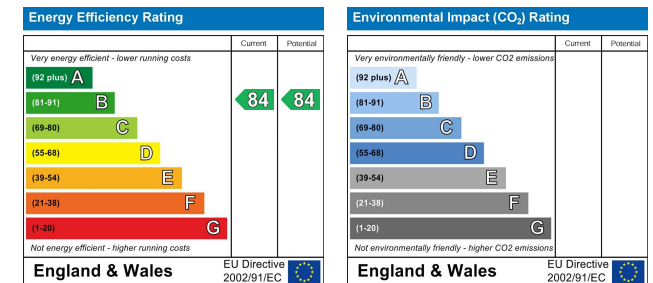 Energy Efficiency Rating
Current Potential
Very energy efficient - lower running costs
(92 plus) A
(81-91) B 84 84
(69-80) C
(55-68) D
(39-54) E
(21-38) F
(1-20) G
Not energy efficient - higher running costs
England & Wales
EU Directive
2002/91/EC
Environmental Impact (CO2) Rating
Current Potential
Very environmentally friendly - lower CO2 emissions
(92 plus) A
(81-91) B
(69-80) C
(55-68) D
(39-54) E
(21-38) F
(1-20) G
Not environmentally friendly - higher CO2 emissions
England & Wales
EU Directive
2002/91/EC